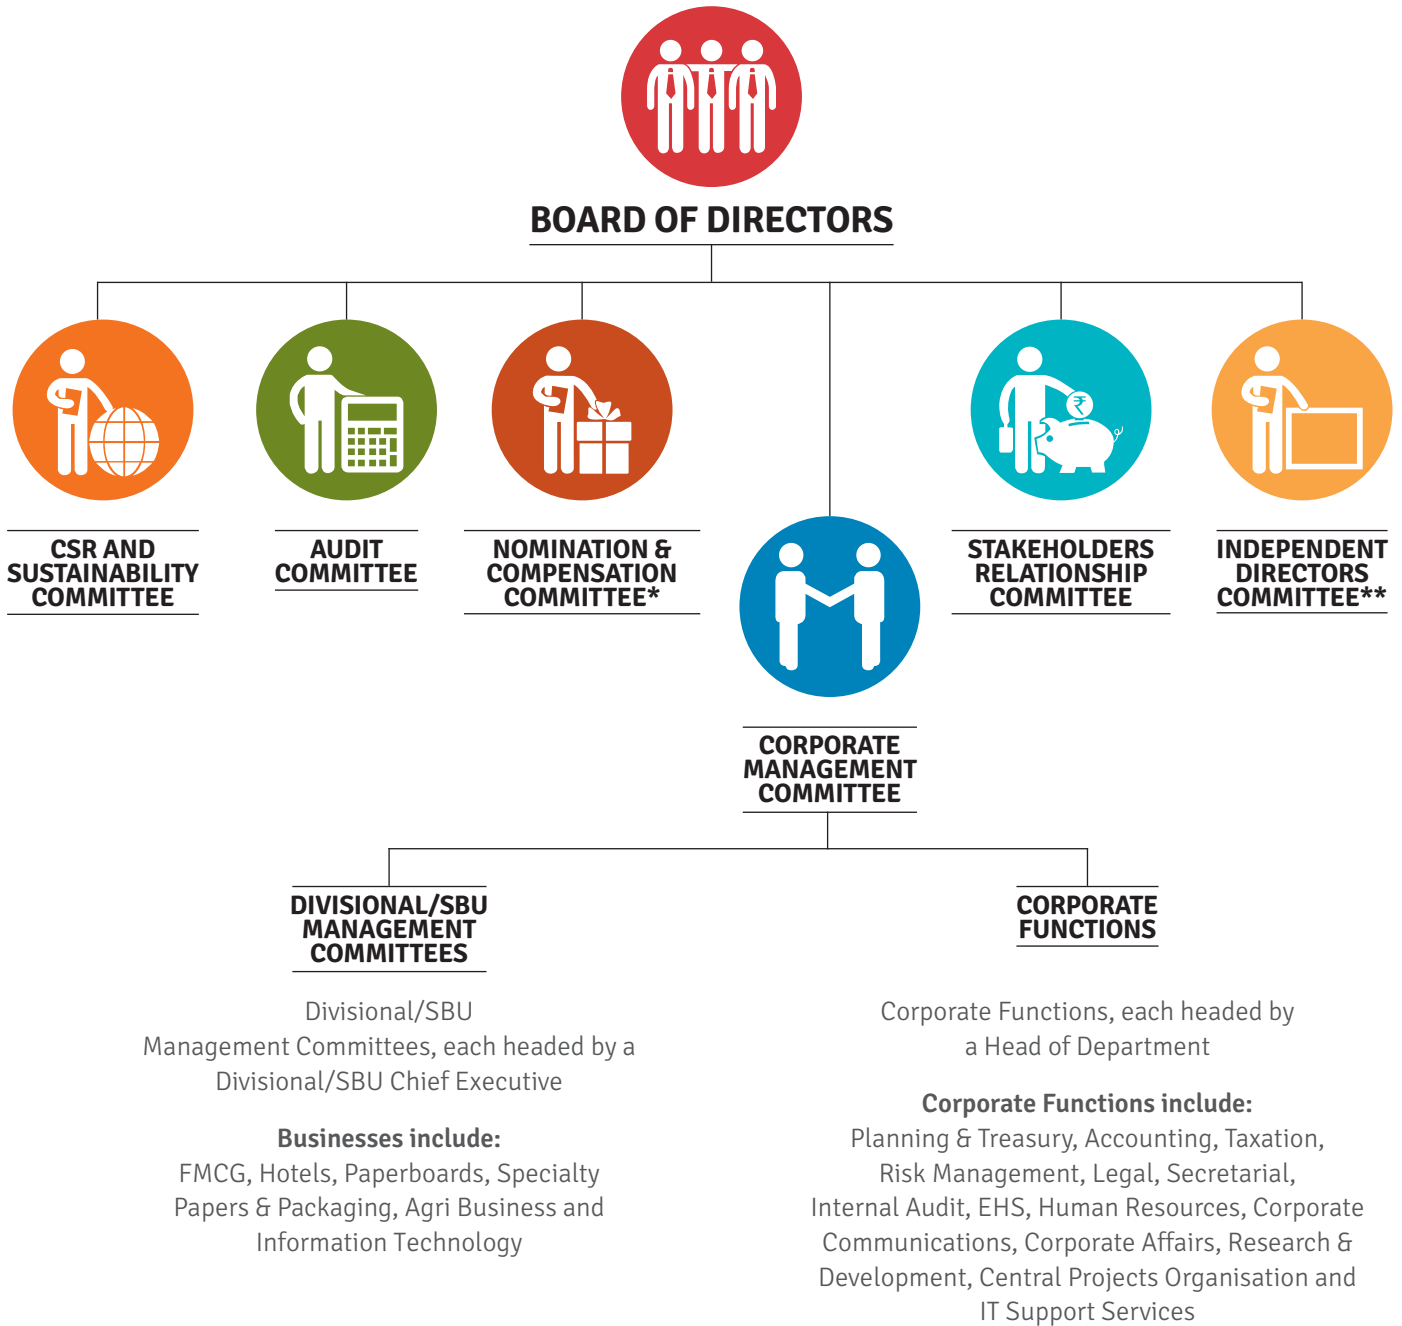 BOARD OF DIRECTORS
CSR AND
SUSTAINABILITY
COMMITTEE
AUDIT
COMMITTEE
NOMINATION &
COMPENSATION
COMMITTEE*
STAKEHOLDERS
RELATIONSHIP
COMMITTEE
INDEPENDENT
DIRECTORS
COMMITTEE**
₹
CORPORATE
MANAGEMENT
COMMITTEE
DIVISIONAL/SBU
MANAGEMENT
COMMITTEES
Divisional/SBU
Management Committees, each headed by a
Divisional/SBU Chief Executive
Businesses include:
FMCG, Hotels, Paperboards, Specialty
Papers & Packaging, Agri Business and
Information Technology
CORPORATE
FUNCTIONS
Corporate Functions, each headed by
a Head of Department
Corporate Functions include:
Planning & Treasury, Accounting, Taxation,
Risk Management, Legal, Secretarial,
Internal Audit, EHS, Human Resources, Corporate
Communications, Corporate Affairs, Research &
Development, Central Projects Organisation and
IT Support Services